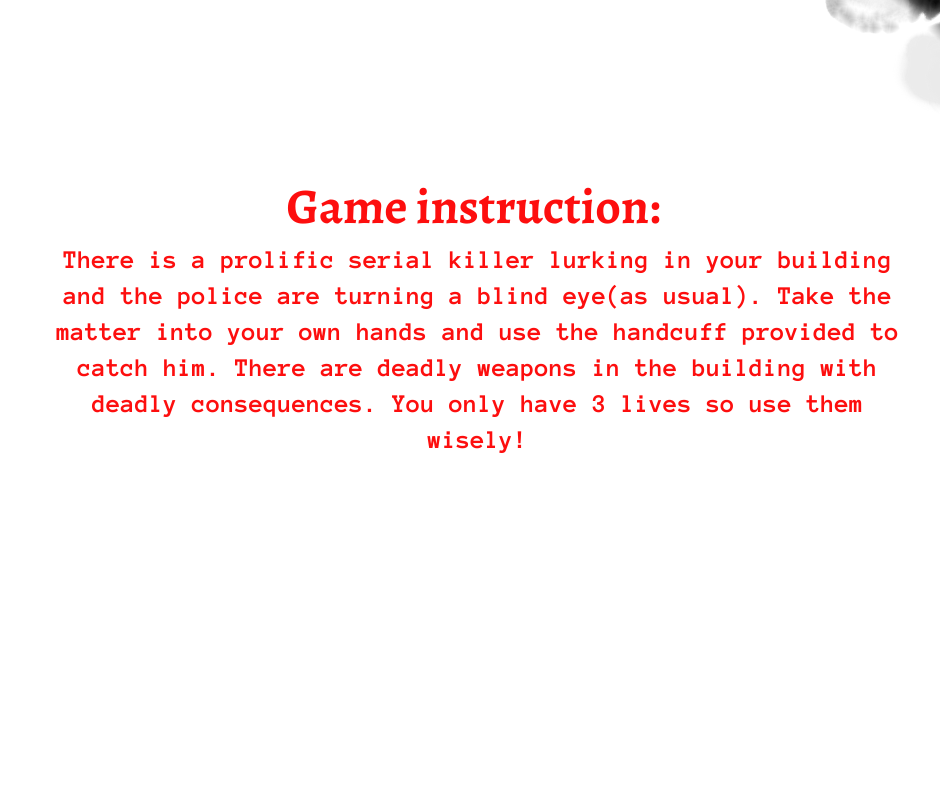 Game instruction:
There is a prolific serial killer lurking in your building
and the police are turning a blind eye(as usual). Take the
matter into your own hands and use the handcuff provided to
catch him. There are deadly weapons in the building with
deadly consequences. You only have 3 lives so use them
wisely!